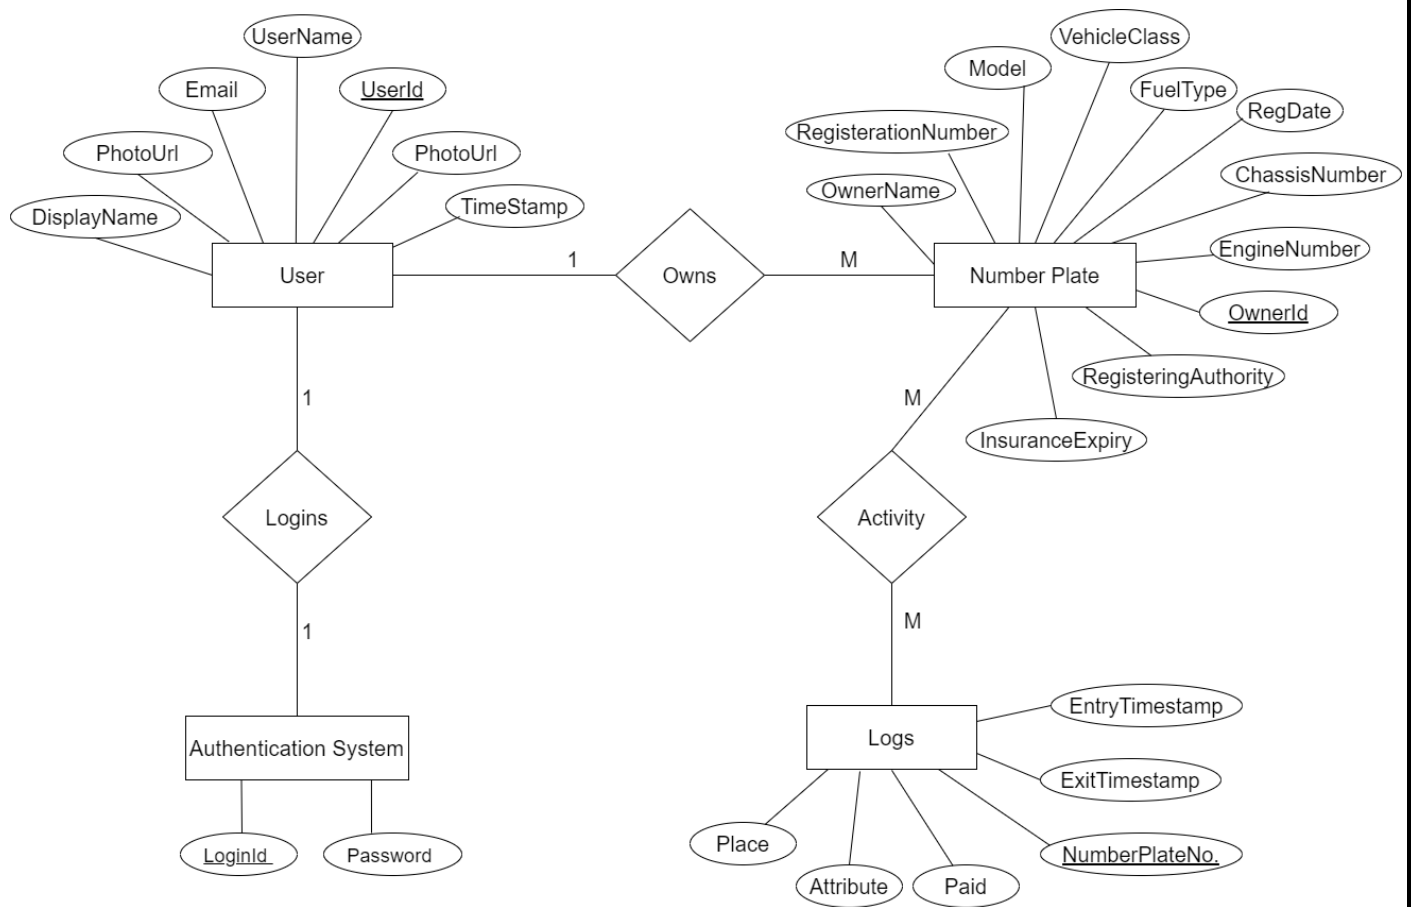 UserName
VehicleClass
Model
Email
UserId
FuelType
RegDate
RegisterationNumber
PhotoUrl
PhotoUrl
ChassisNumber
OwnerName
DisplayName
TimeStamp
EngineNumber
User
1
Owns
M
Number Plate
OwnerId
RegisteringAuthority
1
M
InsuranceExpiry
Logins
Activity
1
M
EntryTimestamp
Logs
Authentication System
ExitTimestamp
Place
LoginId
Password
NumberPlateNo.
Attribute
Paid